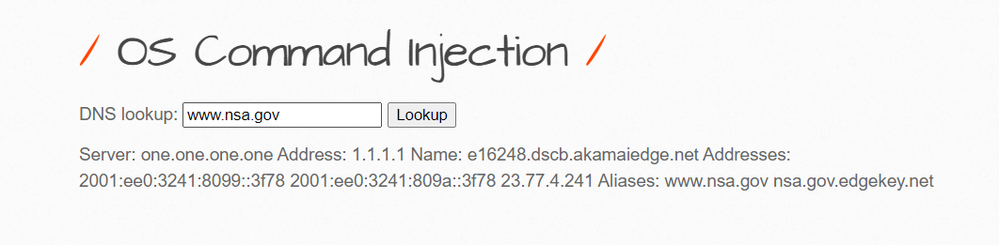 / OS Command Injection /
DNS lookup: www.nsa.gov Lookup
Server: one.one.one.one Address: 1.1.1.1 Name: e16248.dscb.akamaiedge.net Addresses:
2001:ee0:3241:8099::3f78 2001:ee0:3241:809a::3f78 23.77.4.241 Aliases: www.nsa.gov nsa.gov.edgekey.net